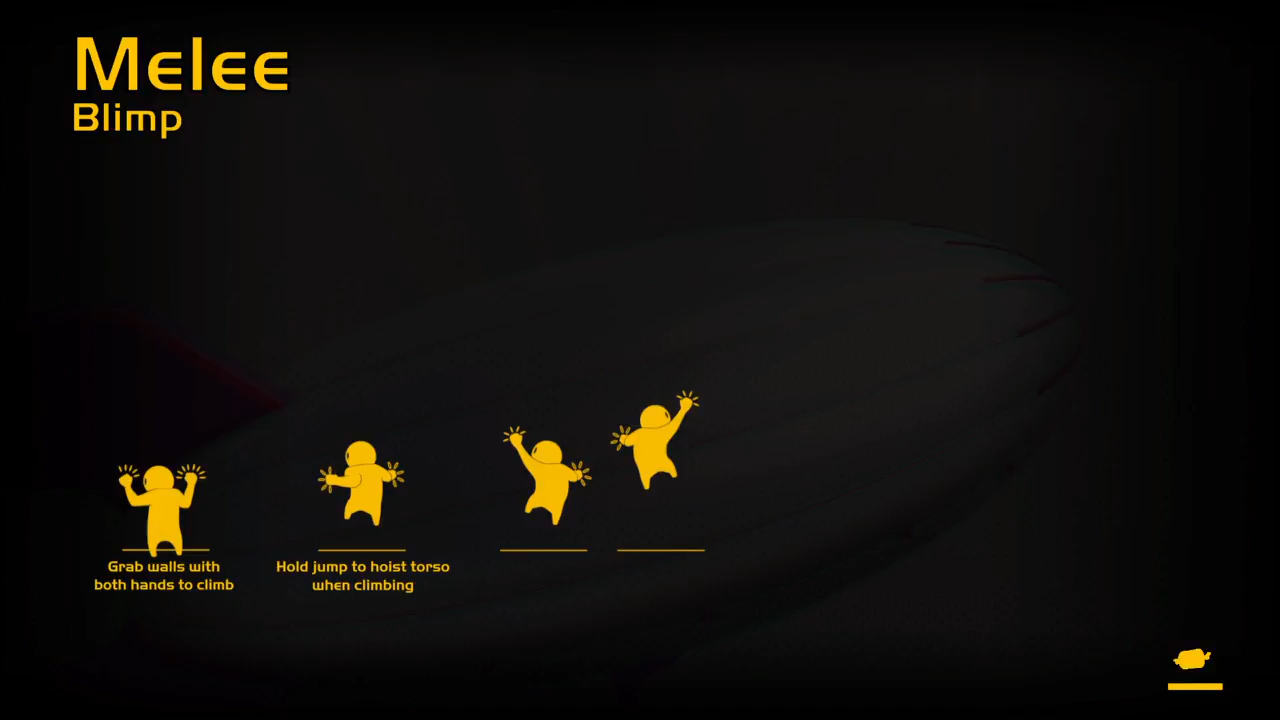 Melee
Blimp
Grab walls with
both hands to climb
Hold jump to hoist torso
when climbing